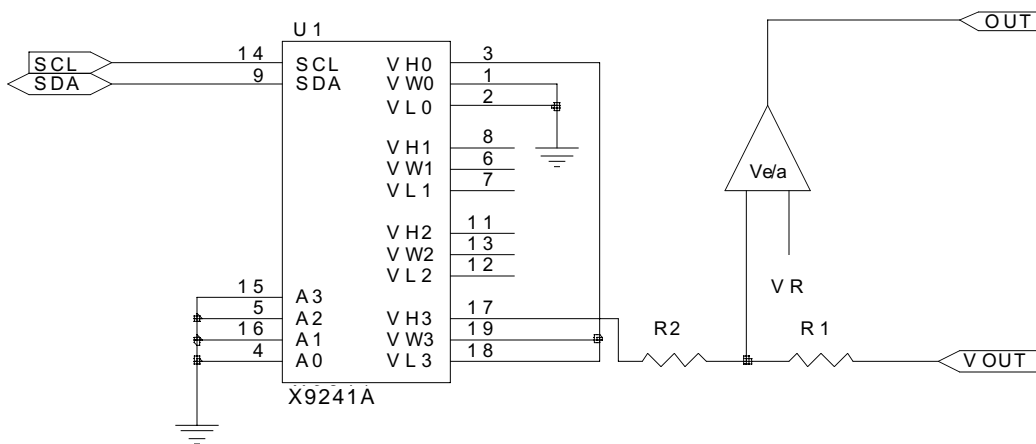 U1
OUT
14 SCL VH0 3
SCL
9 SDA VW0 1
SDA
VL0 2
VH1 8
VW1 6
VL1 7
Ve/a
VH2 11
VW2 13
VL2 12
VR
15 A3
5 A2 VH3 17
16 A1 VW3 19
4 A0 VL3 18
R2
R1
VOUT
X9241A